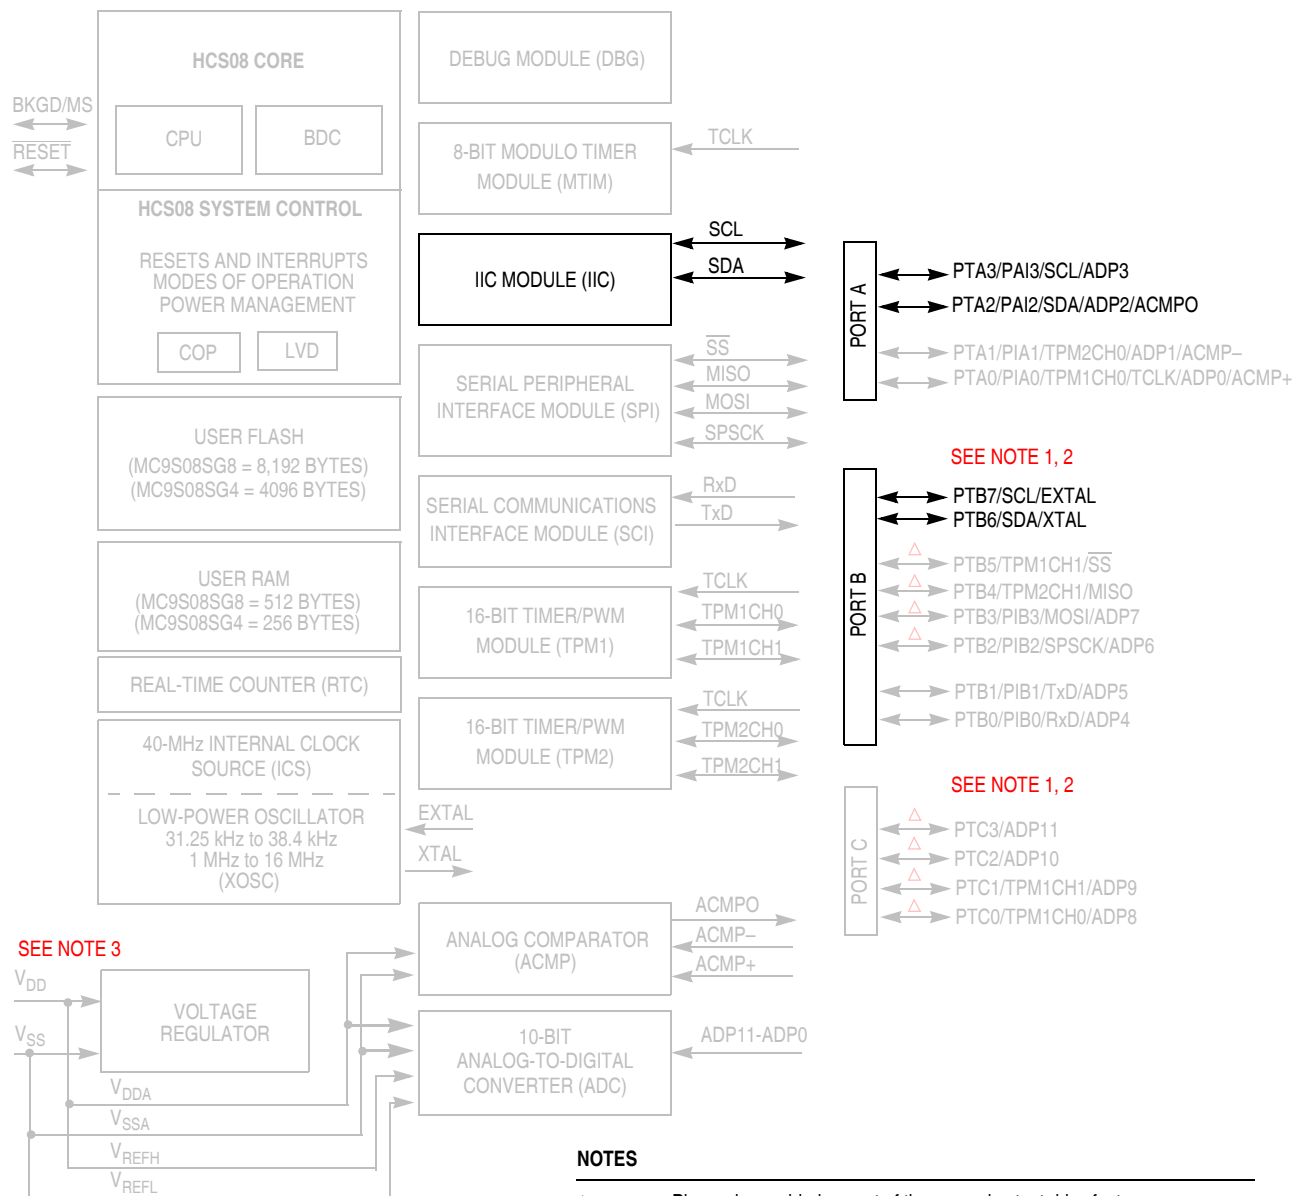 HCS08 CORE
BKGD/MS
RESET
CPU
BDC
HCS08 SYSTEM CONTROL
RESETS AND INTERRUPTS
MODES OF OPERATION
POWER MANAGEMENT
COP
LVD
USER FLASH
(MC9S08SG8 = 8,192 BYTES)
(MC9S08SG4 = 4096 BYTES)
USER RAM
(MC9S08SG8 = 512 BYTES)
(MC9S08SG4 = 256 BYTES)
REAL-TIME COUNTER (RTC)
40-MHz INTERNAL CLOCK
SOURCE (ICS)
LOW-POWER OSCILLATOR
31.25 kHz to 38.4 kHz
1 MHz to 16 MHz
(XOSC)
EXTAL
XTAL
SEE NOTE 3
VDD
VSS
VOLTAGE
REGULATOR
VDDA
VSSA
VREFH
VREFL
DEBUG MODULE (DBG)
8-BIT MODULO TIMER
MODULE (MTIM)
TCLK
IIC MODULE (IIC)
SCL
SDA
SERIAL PERIPHERAL
INTERFACE MODULE (SPI)
SS
MISO
MOSI
SPSCK
SERIAL COMMUNICATIONS
INTERFACE MODULE (SCI)
RxD
TxD
16-BIT TIMER/PWM
MODULE (TPM1)
TCLK
TPM1CH0
TPM1CH1
16-BIT TIMER/PWM
MODULE (TPM2)
TCLK
TPM2CH0
TPM2CH1
ANALOG COMPARATOR
(ACMP)
ACMPO
ACMP–
ACMP+
10-BIT
ANALOG-TO-DIGITAL
CONVERTER (ADC)
ADP11-ADP0
PORT A
PTA3/PAI3/SCL/ADP3
PTA2/PAI2/SDA/ADP2/ACMPO
PTA1/PIA1/TPM2CH0/ADP1/ACMP–
PTA0/PIA0/TPM1CH0/TCLK/ADP0/ACMP+
SEE NOTE 1, 2
PORT B
PTB7/SCL/EXTAL
PTB6/SDA/XTAL
△ PTB5/TPM1CH1/SS
△ PTB4/TPM2CH1/MISO
△ PTB3/PIB3/MOSI/ADP7
△ PTB2/PIB2/SPSCK/ADP6
PTB1/PIB1/TxD/ADP5
PTB0/PIB0/RxD/ADP4
SEE NOTE 1, 2
PORT C
△ PTC3/ADP11
△ PTC2/ADP10
△ PTC1/TPM1CH1/ADP9
△ PTC0/TPM1CH0/ADP8
NOTES